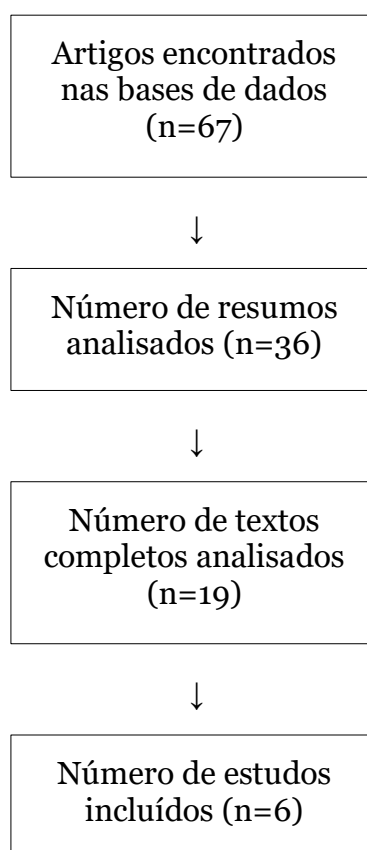 Artigos encontrados
nas bases de dados
(n=67)
↓
Número de resumos
analisados (n=36)
↓
Número de textos
completos analisados
(n=19)
↓
Número de estudos
incluídos (n=6)